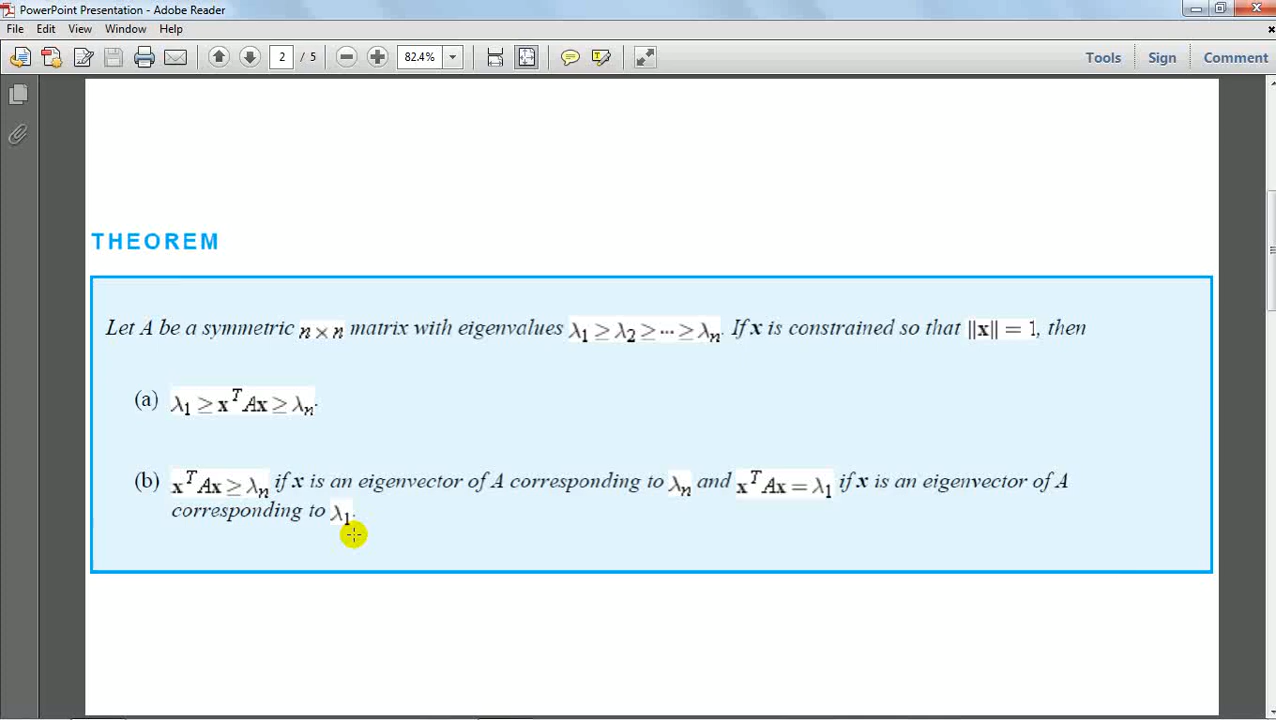 PowerPoint Presentation - Adobe Reader
File Edit View Window Help
2 / 5 82.4% Tools Sign Comment
THEOREM
Let A be a symmetric n × n matrix with eigenvalues λ₁ ≥ λ₂ ≥ ··· ≥ λₙ. If x is constrained so that ||x|| = 1, then
(a) λ₁ ≥ xᵀAx ≥ λₙ.
(b) xᵀAx ≥ λₙ if x is an eigenvector of A corresponding to λₙ and xᵀAx = λ₁ if x is an eigenvector of A
corresponding to λ₁.